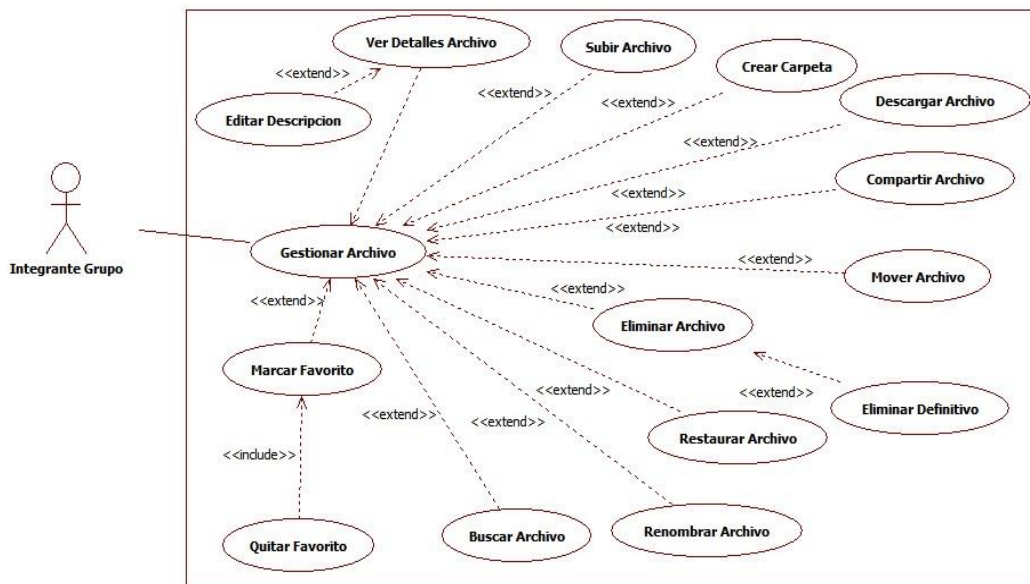 Ver Detalles Archivo
Subir Archivo
Crear Carpeta
<<extend>>
<<extend>>
<<extend>>
Descargar Archivo
Editar Descripcion
<<extend>>
Compartir Archivo
<<extend>>
Gestionar Archivo
Integrante Grupo
<<extend>>
Mover Archivo
<<extend>>
<<extend>>
Eliminar Archivo
Marcar Favorito
<<extend>>
<<extend>>
Eliminar Definitivo
<<extend>>
<<extend>>
Restaurar Archivo
<<include>>
Renombrar Archivo
Buscar Archivo
Quitar Favorito